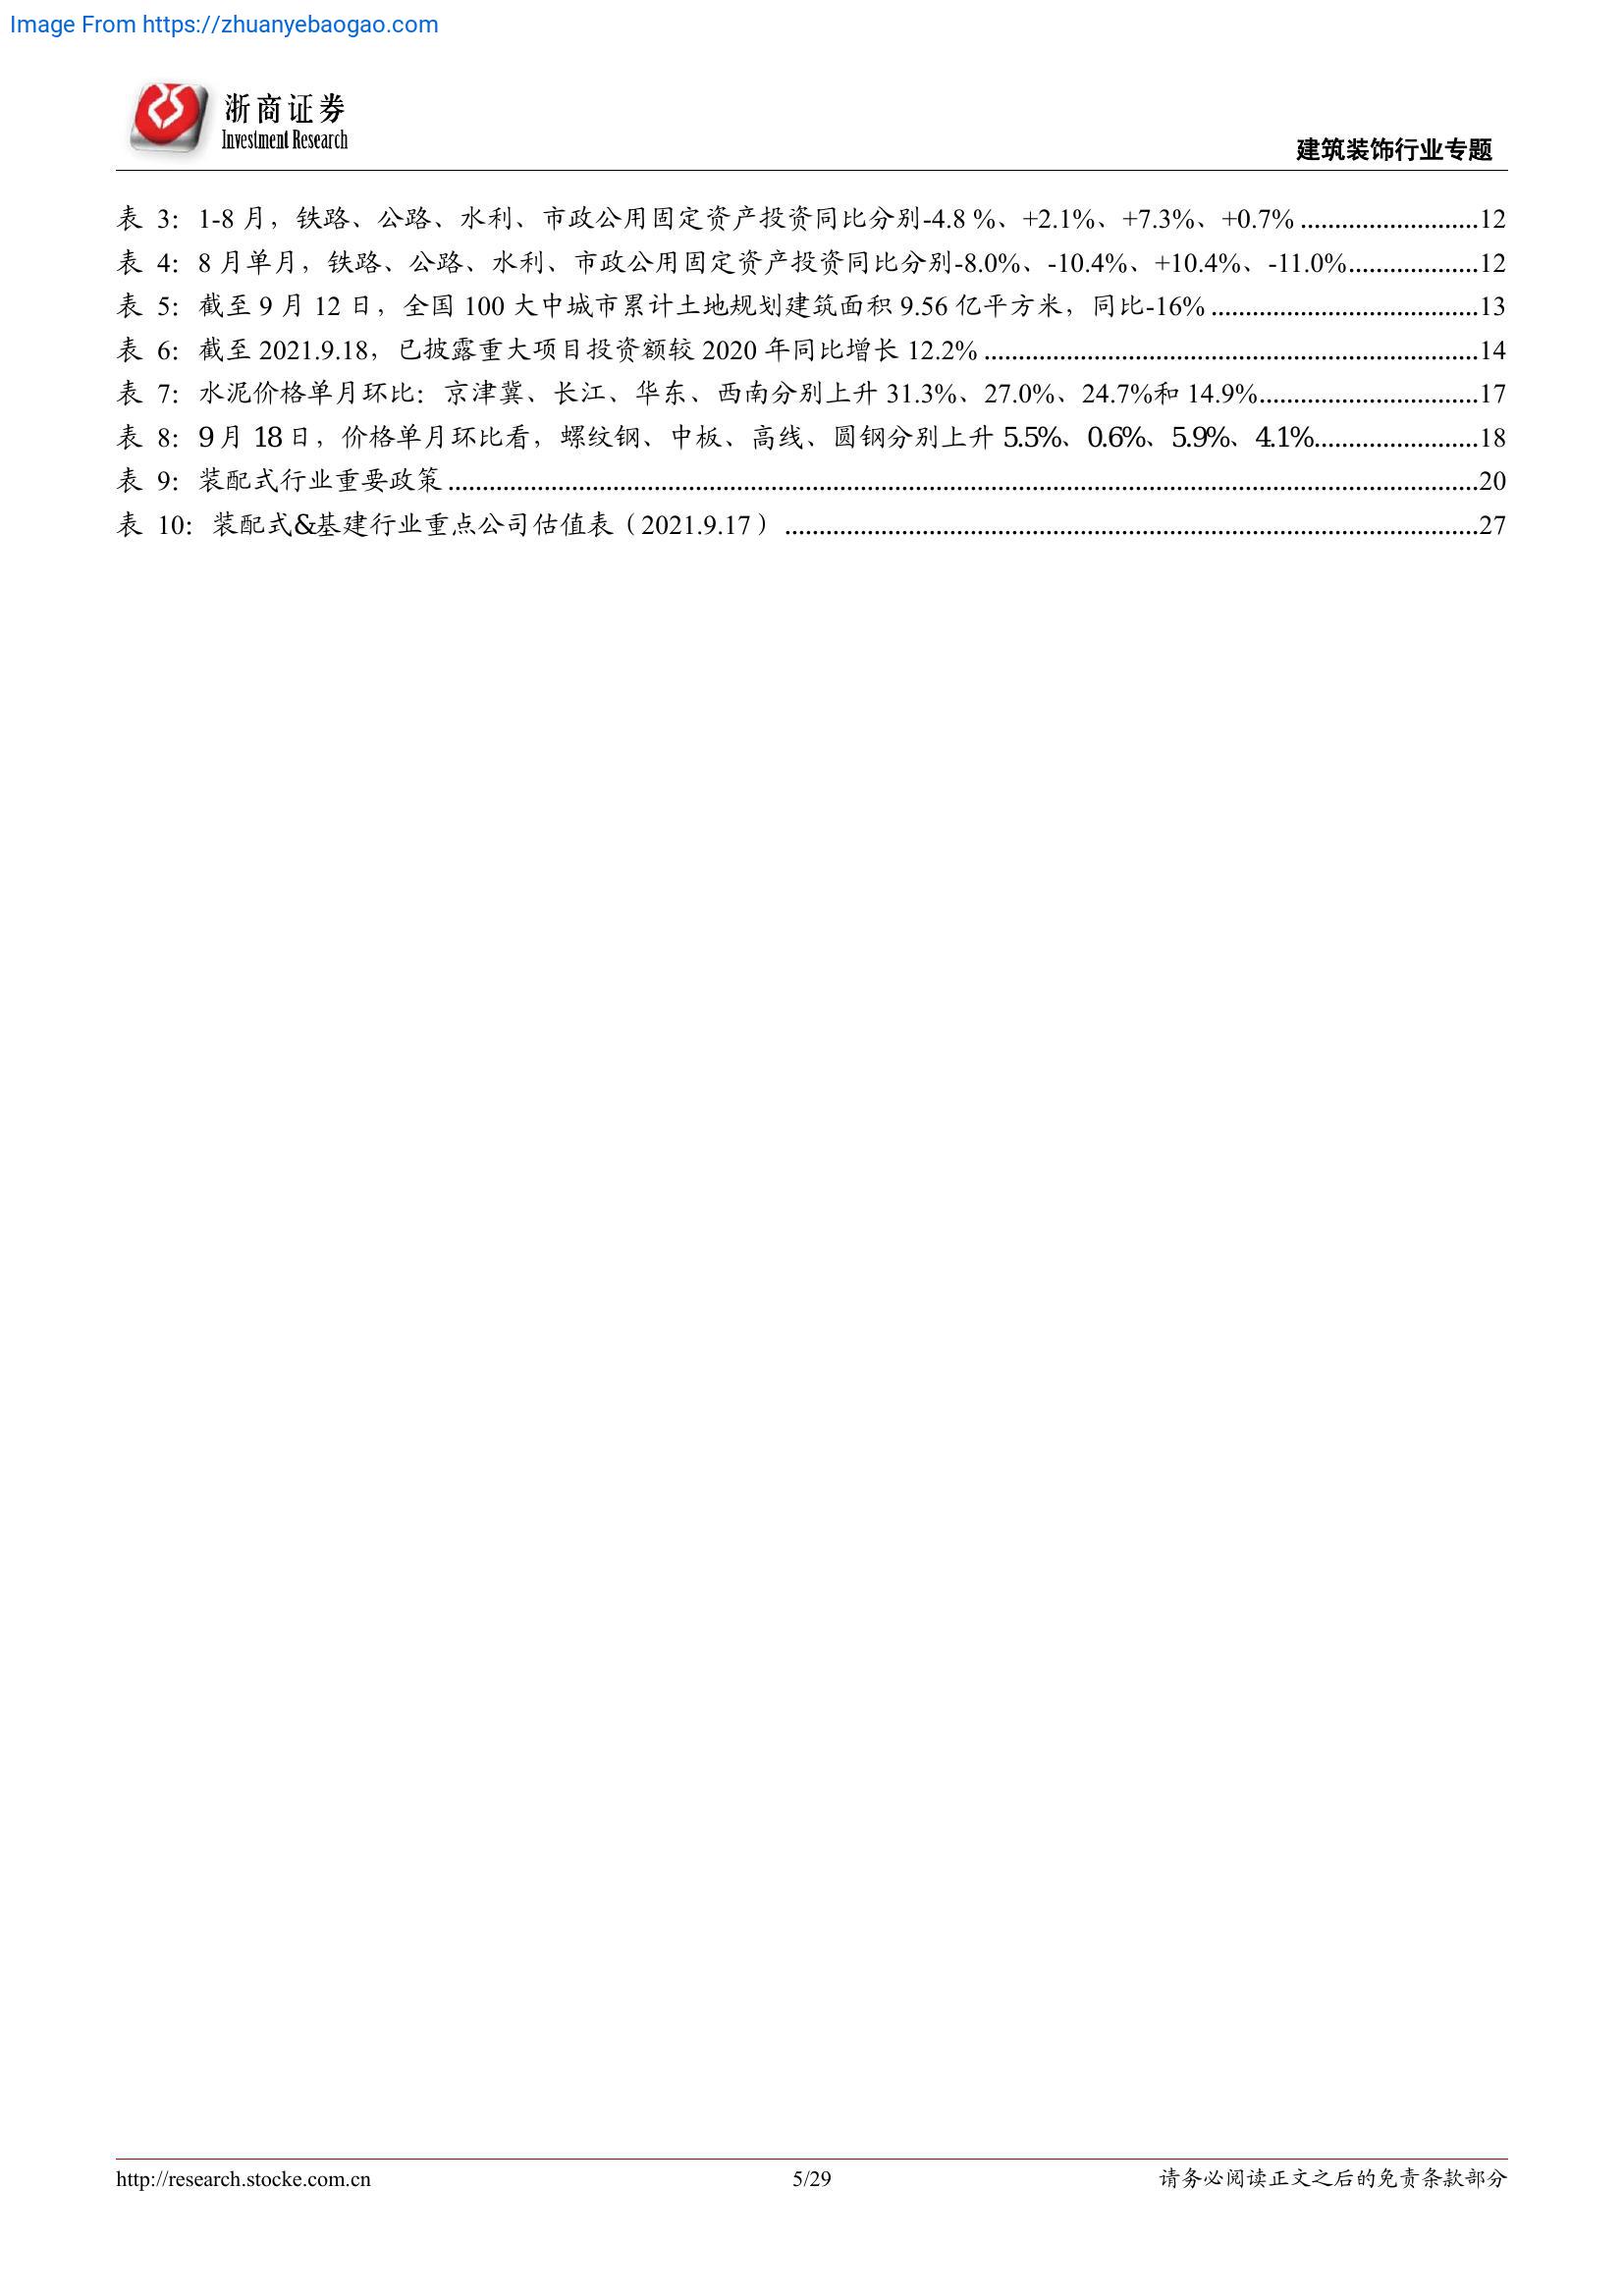 Image From https://zhuanyebaogao.com
浙商证券
Investment Research
建筑装饰行业专题
表 3：1-8 月，铁路、公路、水利、市政公用固定资产投资同比分别-4.8 %、+2.1%、+7.3%、+0.7% ..........................12
表 4：8 月单月，铁路、公路、水利、市政公用固定资产投资同比分别-8.0%、-10.4%、+10.4%、-11.0%...................12
表 5：截至 9 月 12 日，全国 100 大中城市累计土地规划建筑面积 9.56 亿平方米，同比-16% .......................................13
表 6：截至 2021.9.18，已披露重大项目投资额较 2020 年同比增长 12.2% ........................................................................14
表 7：水泥价格单月环比：京津冀、长江、华东、西南分别上升 31.3%、27.0%、24.7%和 14.9%................................17
表 8：9 月 18 日，价格单月环比看，螺纹钢、中板、高线、圆钢分别上升 5.5%、0.6%、5.9%、4.1%........................18
表 9：装配式行业重要政策 ......................................................................................................................................................20
表 10：装配式&基建行业重点公司估值表（2021.9.17） .....................................................................................................27
http://research.stocke.com.cn
5/29
请务必阅读正文之后的免责条款部分